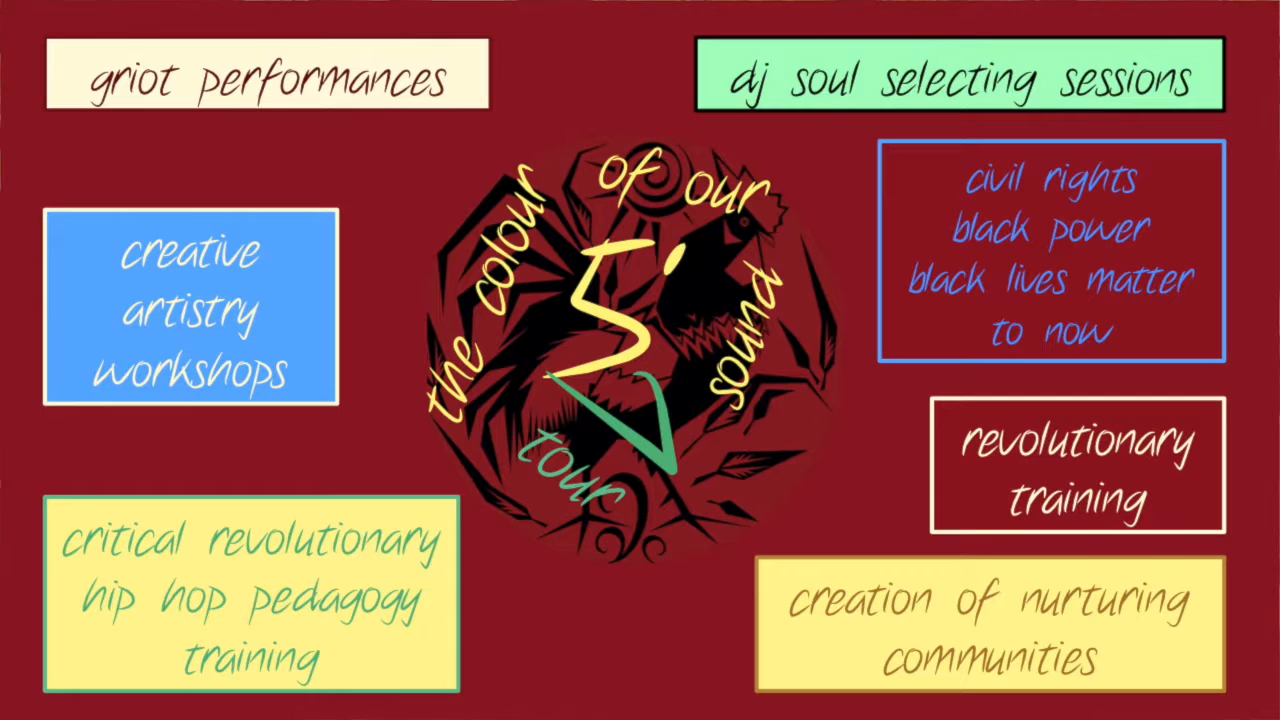 griot performances
dj soul selecting sessions
creative
artistry
workshops
the colour of our sound
5'
tour
civil rights
black power
black lives matter
to now
revolutionary
training
critical revolutionary
hip hop pedagogy
training
creation of nurturing
communities